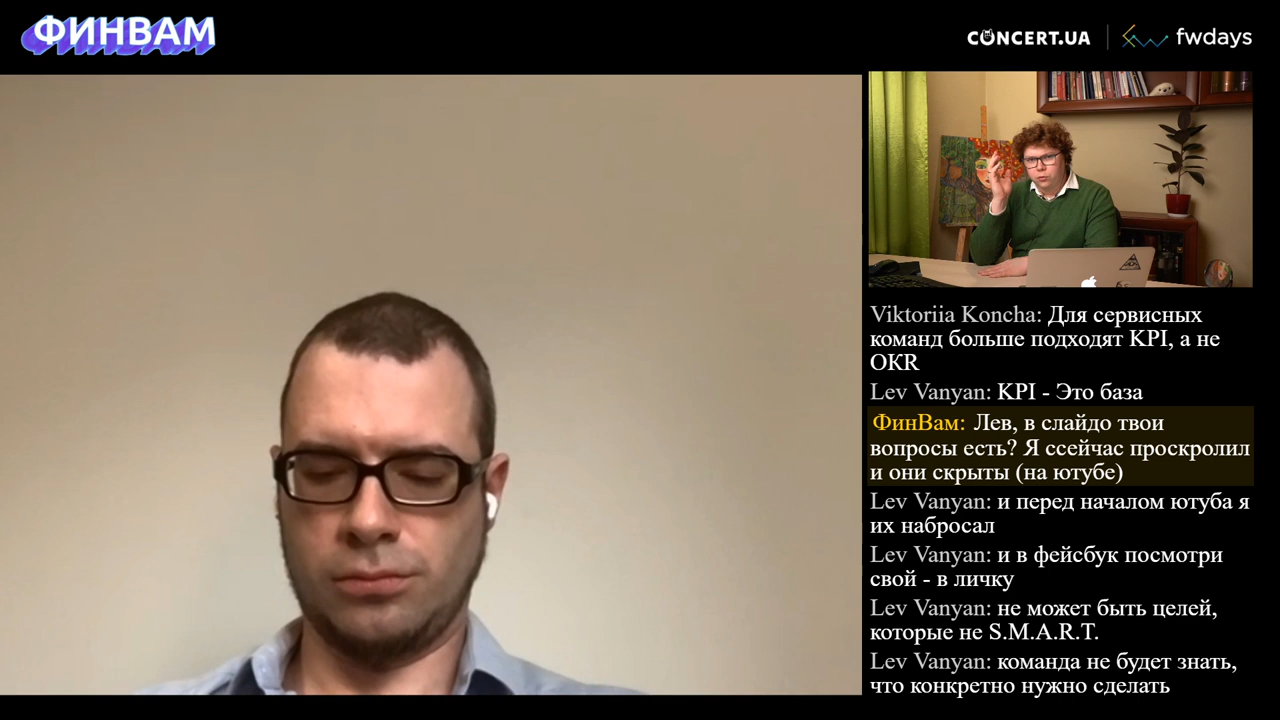 ФИНВАМ
CONCERT.UA
fwdays
Viktoriia Koncha: Для сервисных
команд больше подходят KPI, а не
OKR
Lev Vanyan: KPI - Это база
ФинВам: Лев, в слайдо твои
вопросы есть? Я ссейчас проскролил
и они скрыты (на ютубе)
Lev Vanyan: и перед началом ютуба я
их набросал
Lev Vanyan: и в фейсбук посмотри
свой - в личку
Lev Vanyan: не может быть целей,
которые не S.M.A.R.T.
Lev Vanyan: команда не будет знать,
что конкретно нужно сделать